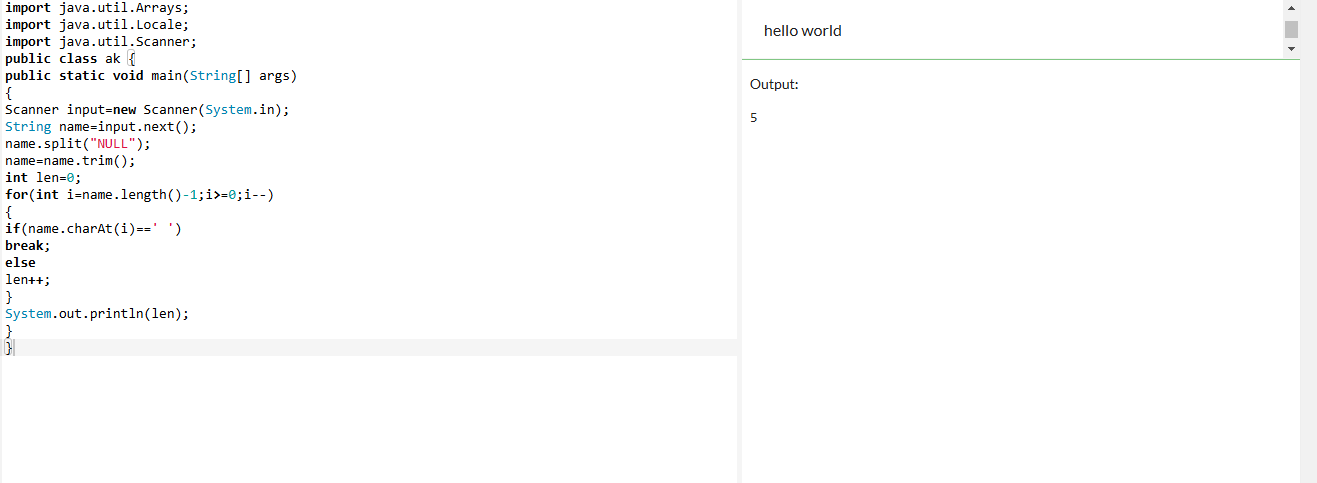 import java.util.Arrays;
import java.util.Locale;
import java.util.Scanner;
public class ak {
public static void main(String[] args)
{
Scanner input=new Scanner(System.in);
String name=input.next();
name.split("NULL");
name=name.trim();
int len=0;
for(int i=name.length()-1;i>=0;i--)
{
if(name.charAt(i)==' ')
break;
else
len++;
}
System.out.println(len);
}
}
hello world
Output:
5